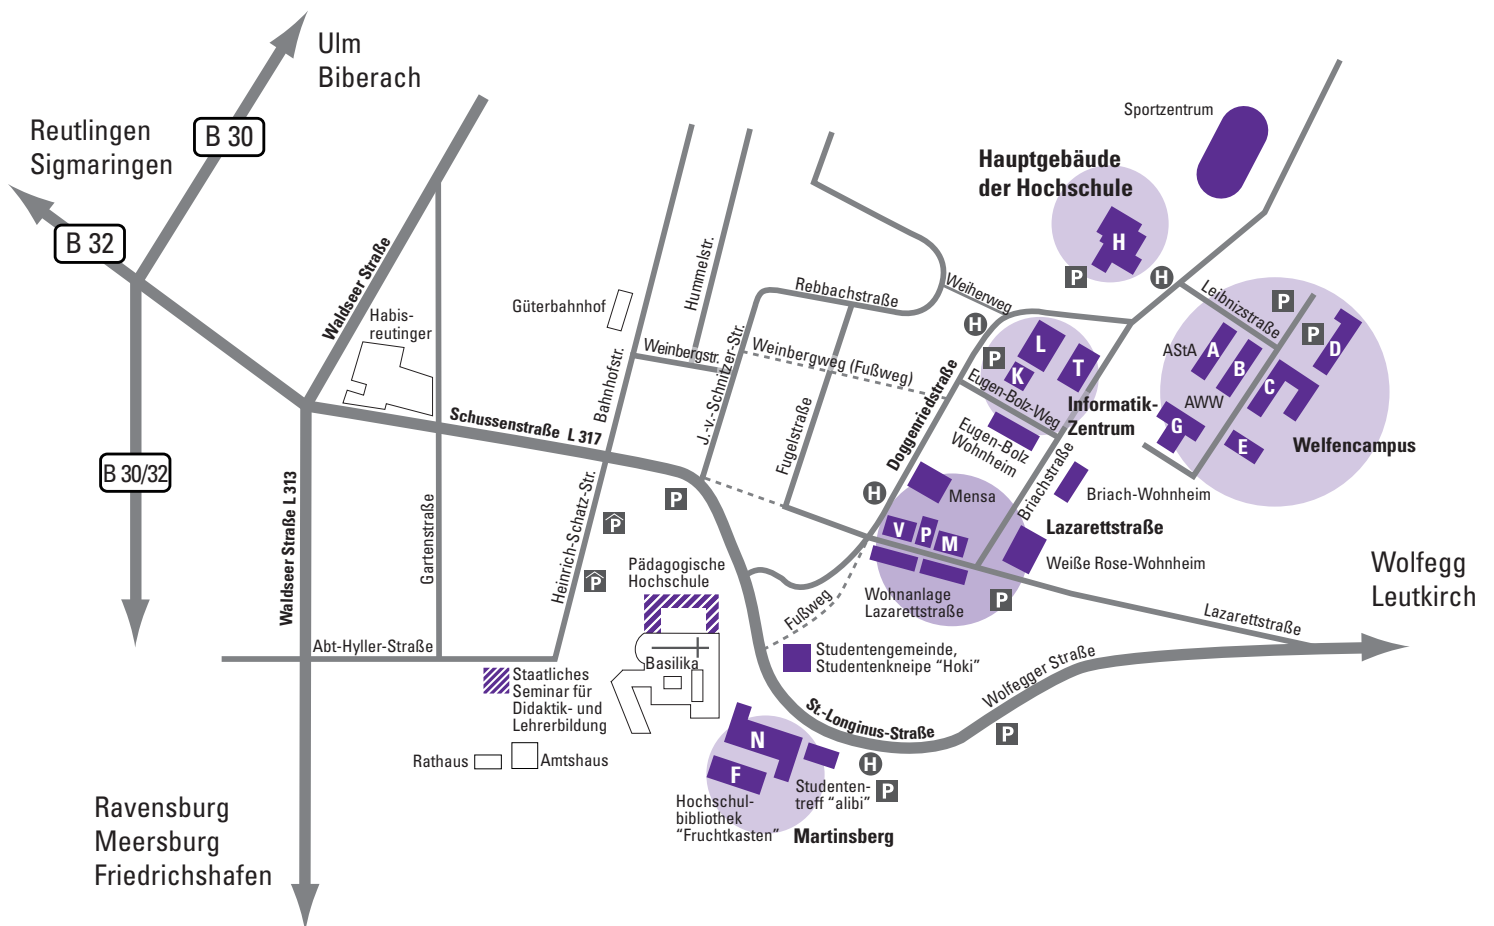 Ulm
Biberach
B 30
Reutlingen
Sigmaringen
B 32
B 30/32
Waldseer Straße
Habis-
reutinger
Waldseer Straße L 313
Gartenstraße
Abt-Hyller-Straße
Schussenstraße L 317
Güterbahnhof
Bahnhofstr.
Hummelstr.
Weinbergstr.
J.-v.-Schnitzer-Str.
Heinrich-Schatz-Str.
P
P
P
Rebbachstraße
Weinbergweg (Fußweg)
Fugelstraße
Weiherweg
Doggenriedstraße
H
H
H
Sportzentrum
Hauptgebäude
der Hochschule
H
P
Leibnizstraße
P
P
AStA
A
B
C
D
AWW
G
E
Welfencampus
P
L
K
T
Eugen-Bolz-Weg
Informatik-
Zentrum
Eugen-Bolz
Wohnheim
Briachstraße
Briach-Wohnheim
Mensa
V
P
M
Lazarettstraße
Weiße Rose-Wohnheim
Wohnanlage
Lazarettstraße
P
Lazarettstraße
Wolfegg
Leutkirch
Fußweg
Pädagogische
Hochschule
Basilika
Staatliches
Seminar für
Didaktik- und
Lehrerbildung
Rathaus
Amtshaus
Studentengemeinde,
Studentenkneipe “Hoki”
St.-Longinus-Straße
Wolfegger Straße
P
H
P
N
F
Studenten-
treff “alibi”
Hochschul-
bibliothek
“Fruchtkasten”
Martinsberg
Ravensburg
Meersburg
Friedrichshafen